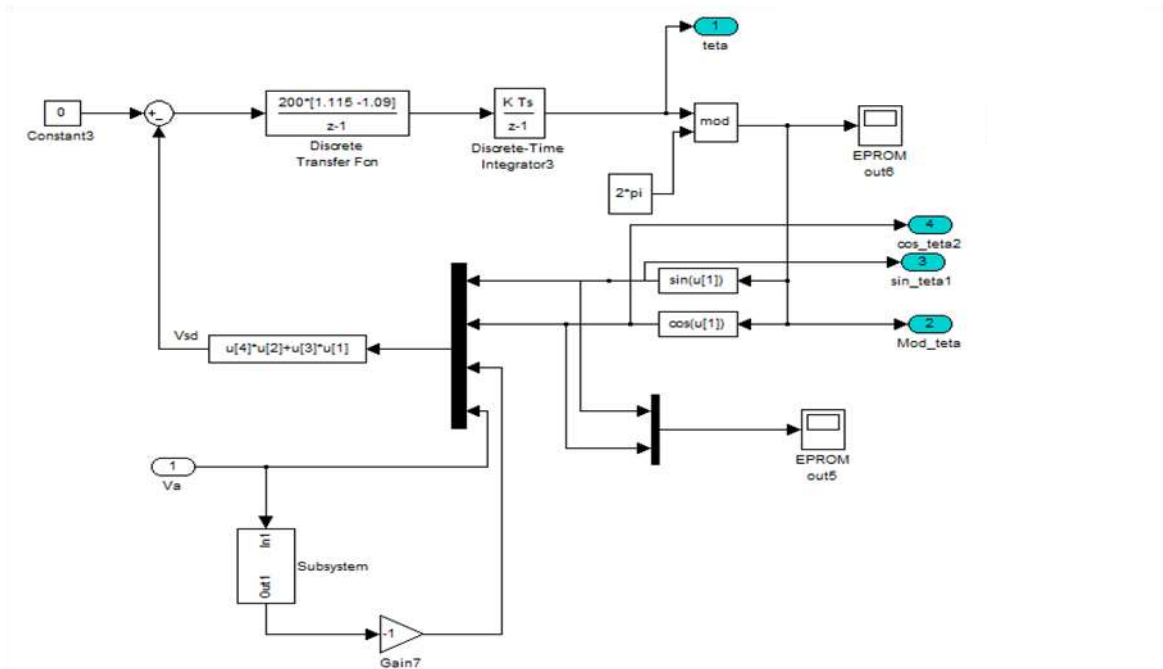 1
teta
0
+
_
Constant3
200*[1.115 -1.09]
z-1
Discrete
Transfer Fcn
K Ts
z-1
Discrete-Time
Integrator3
mod
EPROM
out6
2*pi
4
cos_teta2
3
sin_teta1
sin(u[1])
cos(u[1])
2
Mod_teta
Vsd
u[4]*u[2]+u[3]*u[1]
EPROM
out5
1
Va
In1
Out1
Subsystem
-1
Gain7